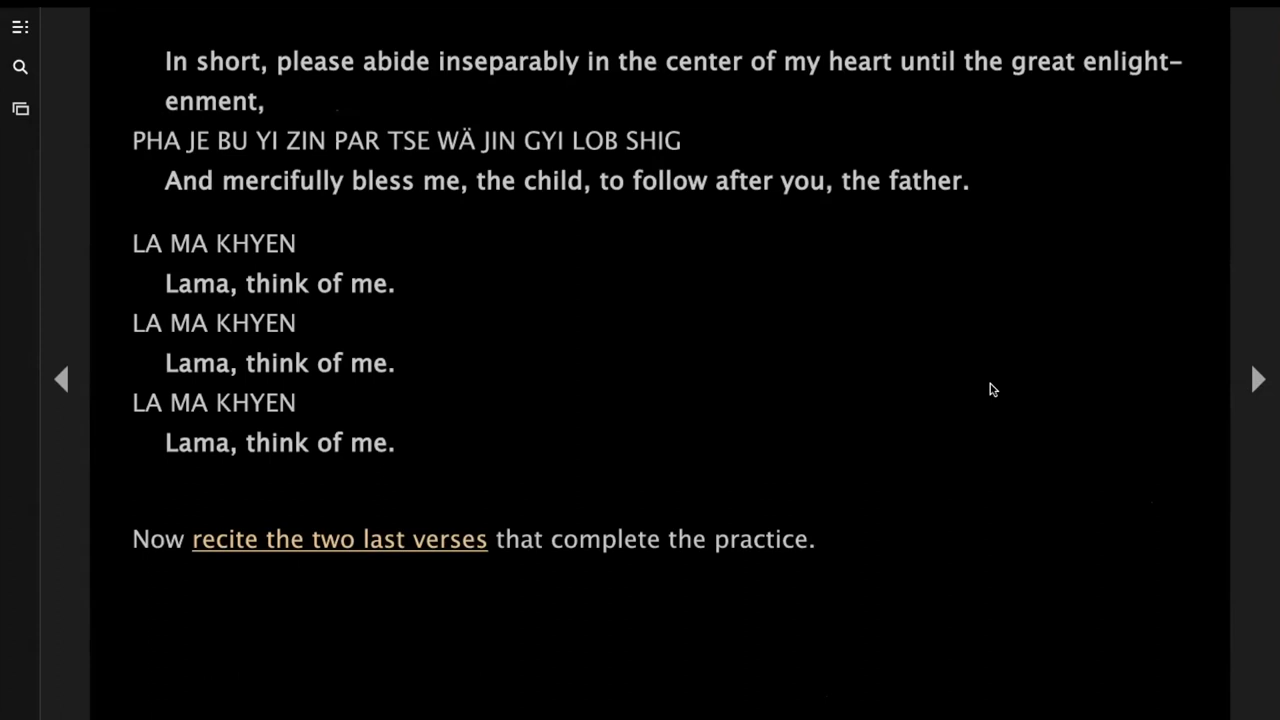 In short, please abide inseparably in the center of my heart until the great enlight-
enment,
PHA JE BU YI ZIN PAR TSE WÄ JIN GYI LOB SHIG
And mercifully bless me, the child, to follow after you, the father.
LA MA KHYEN
Lama, think of me.
LA MA KHYEN
Lama, think of me.
LA MA KHYEN
Lama, think of me.
Now recite the two last verses that complete the practice.